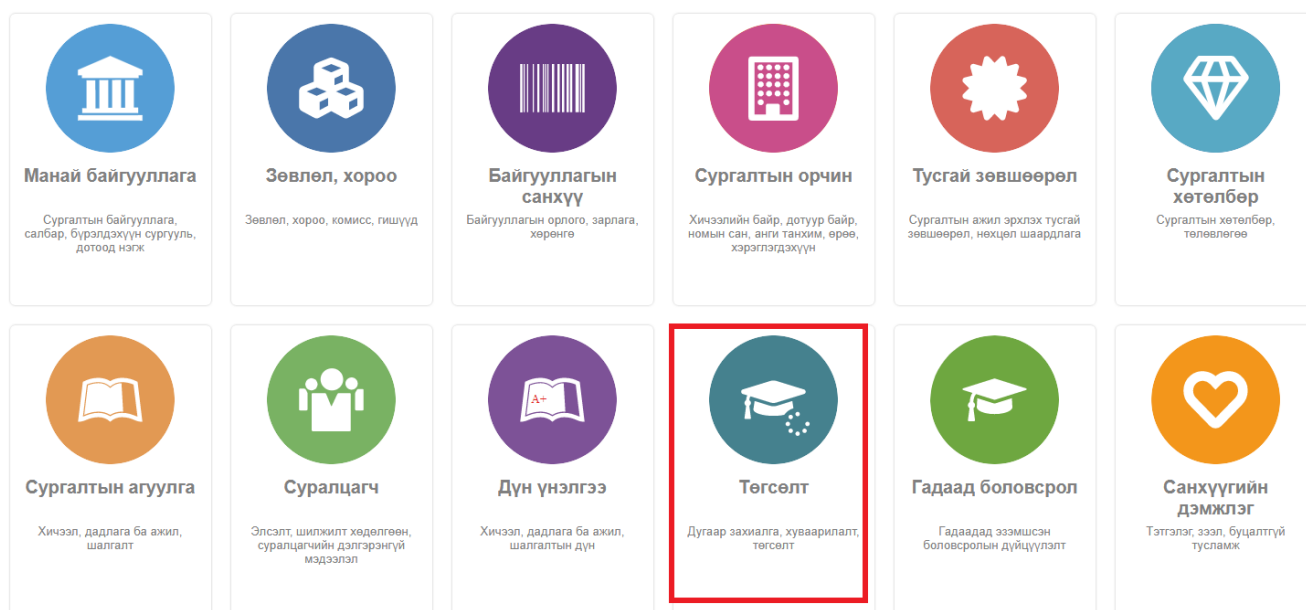 Манай байгууллага
Сургалтын байгууллага,
салбар, бүрэлдэхүүн сургууль,
дотоод нэгж
Зөвлөл, хороо
Зөвлөл, хороо, комисс, гишүүд
Байгууллагын
санхүү
Байгууллагын орлого, зарлага,
хөрөнгө
Сургалтын орчин
Хичээлийн байр, дотуур байр,
номын сан, анги танхим, өрөө,
хэрэглэгдэхүүн
Тусгай зөвшөөрөл
Сургалтын ажил эрхлэх тусгай
зөвшөөрөл, нөхцөл шаардлага
Сургалтын
хөтөлбөр
Сургалтын хөтөлбөр,
төлөвлөгөө
Сургалтын агуулга
Хичээл, дадлага ба ажил,
шалгалт
Суралцагч
Элсэлт, шилжилт хөдөлгөөн,
суралцагчийн дэлгэрэнгүй
мэдээлэл
A+
Дүн үнэлгээ
Хичээл, дадлага ба ажил,
шалгалтын дүн
Төгсөлт
Дугаар захиалга, хуваарилалт,
төгсөлт
Гадаад боловсрол
Гадаадад эзэмшсэн
боловсролын дүйцүүлэлт
Санхүүгийн
дэмжлэг
Тэтгэлэг, зээл, буцалтгүй
тусламж